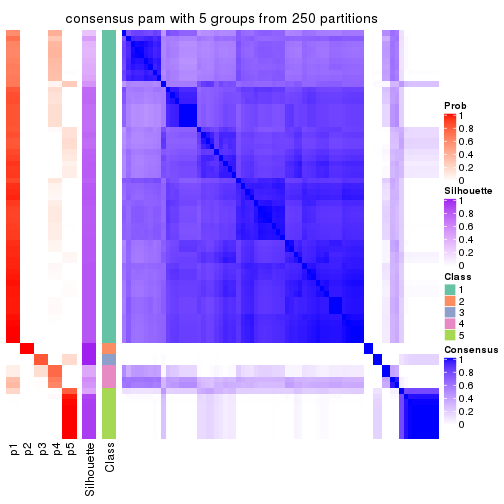 consensus pam with 5 groups from 250 partitions
Prob
1
0.8
0.6
0.4
0.2
0
Silhouette
1
0.8
0.6
0.4
0.2
0
Class
1
2
3
4
5
Consensus
1
0.8
0.6
0.4
0.2
0
p1
p2
p3
p4
p5
Silhouette
Class